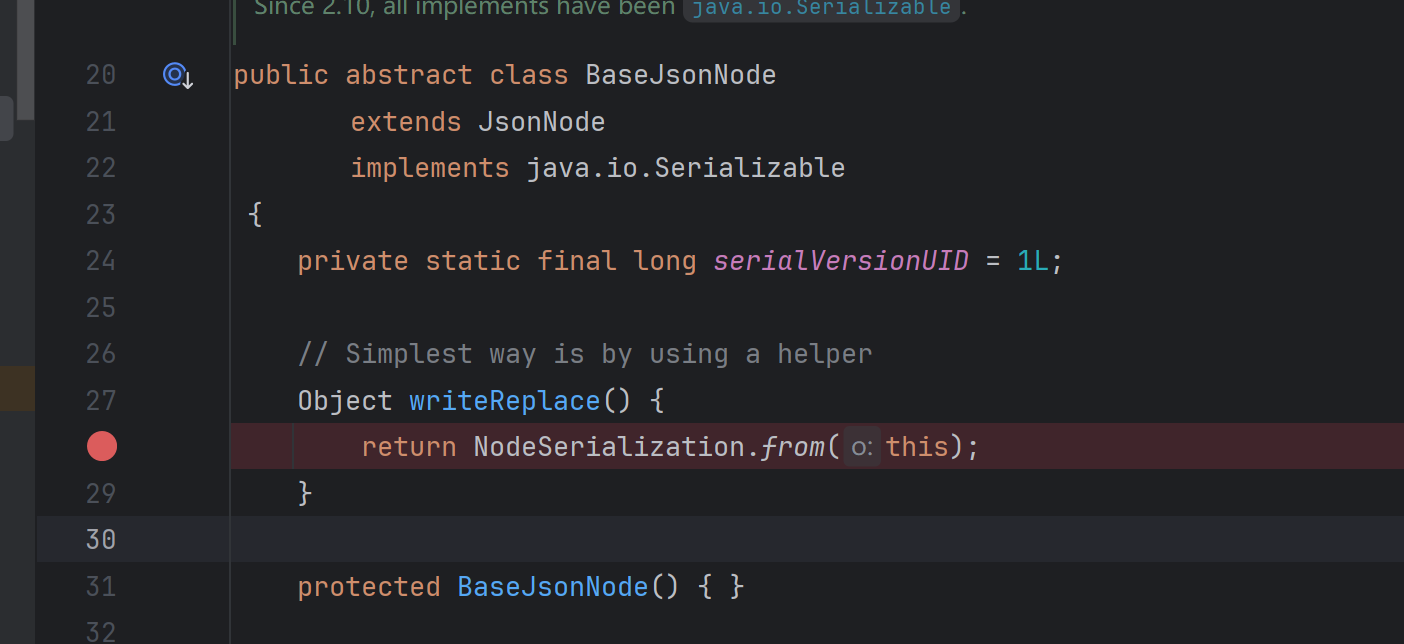 Since 2.10, all implements have been java.io.Serializable.
20 public abstract class BaseJsonNode
21 extends JsonNode
22 implements java.io.Serializable
23 {
24 private static final long serialVersionUID = 1L;
25
26 // Simplest way is by using a helper
27 Object writeReplace() {
return NodeSerialization.from( o: this);
29 }
30
31 protected BaseJsonNode() { }
32